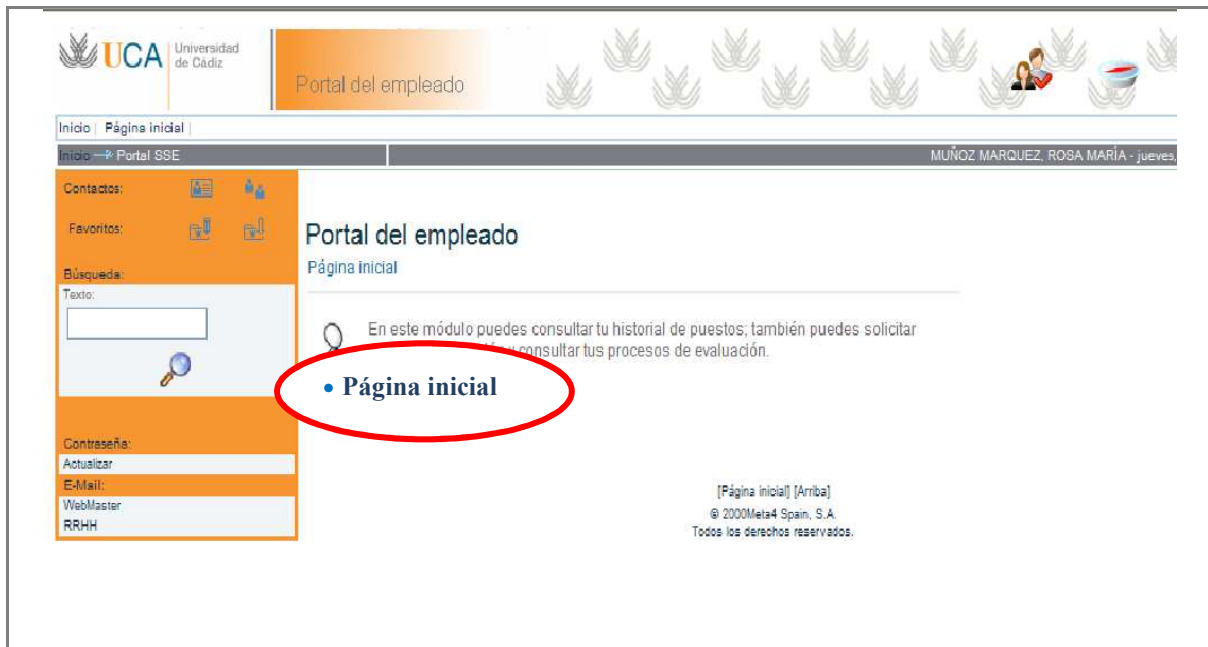 UCA Universidad
de Cádiz
Portal del empleado
Inicio | Página inicial |
Inicio Portal SSE
MUÑOZ MARQUEZ, ROSA MARÍA - jueves,
Contactos:
Favoritos:
Búsqueda:
Texto:
Contraseña:
Actualizar
E-Mail:
WebMaster
RRHH
Portal del empleado
Página inicial
En este módulo puedes consultar tu historial de puestos; también puedes solicitar
consultar tus procesos de evaluación.
• Página inicial
[Página inicial] [Arriba]
© 2000Meta4 Spain, S.A.
Todos los derechos reservados.